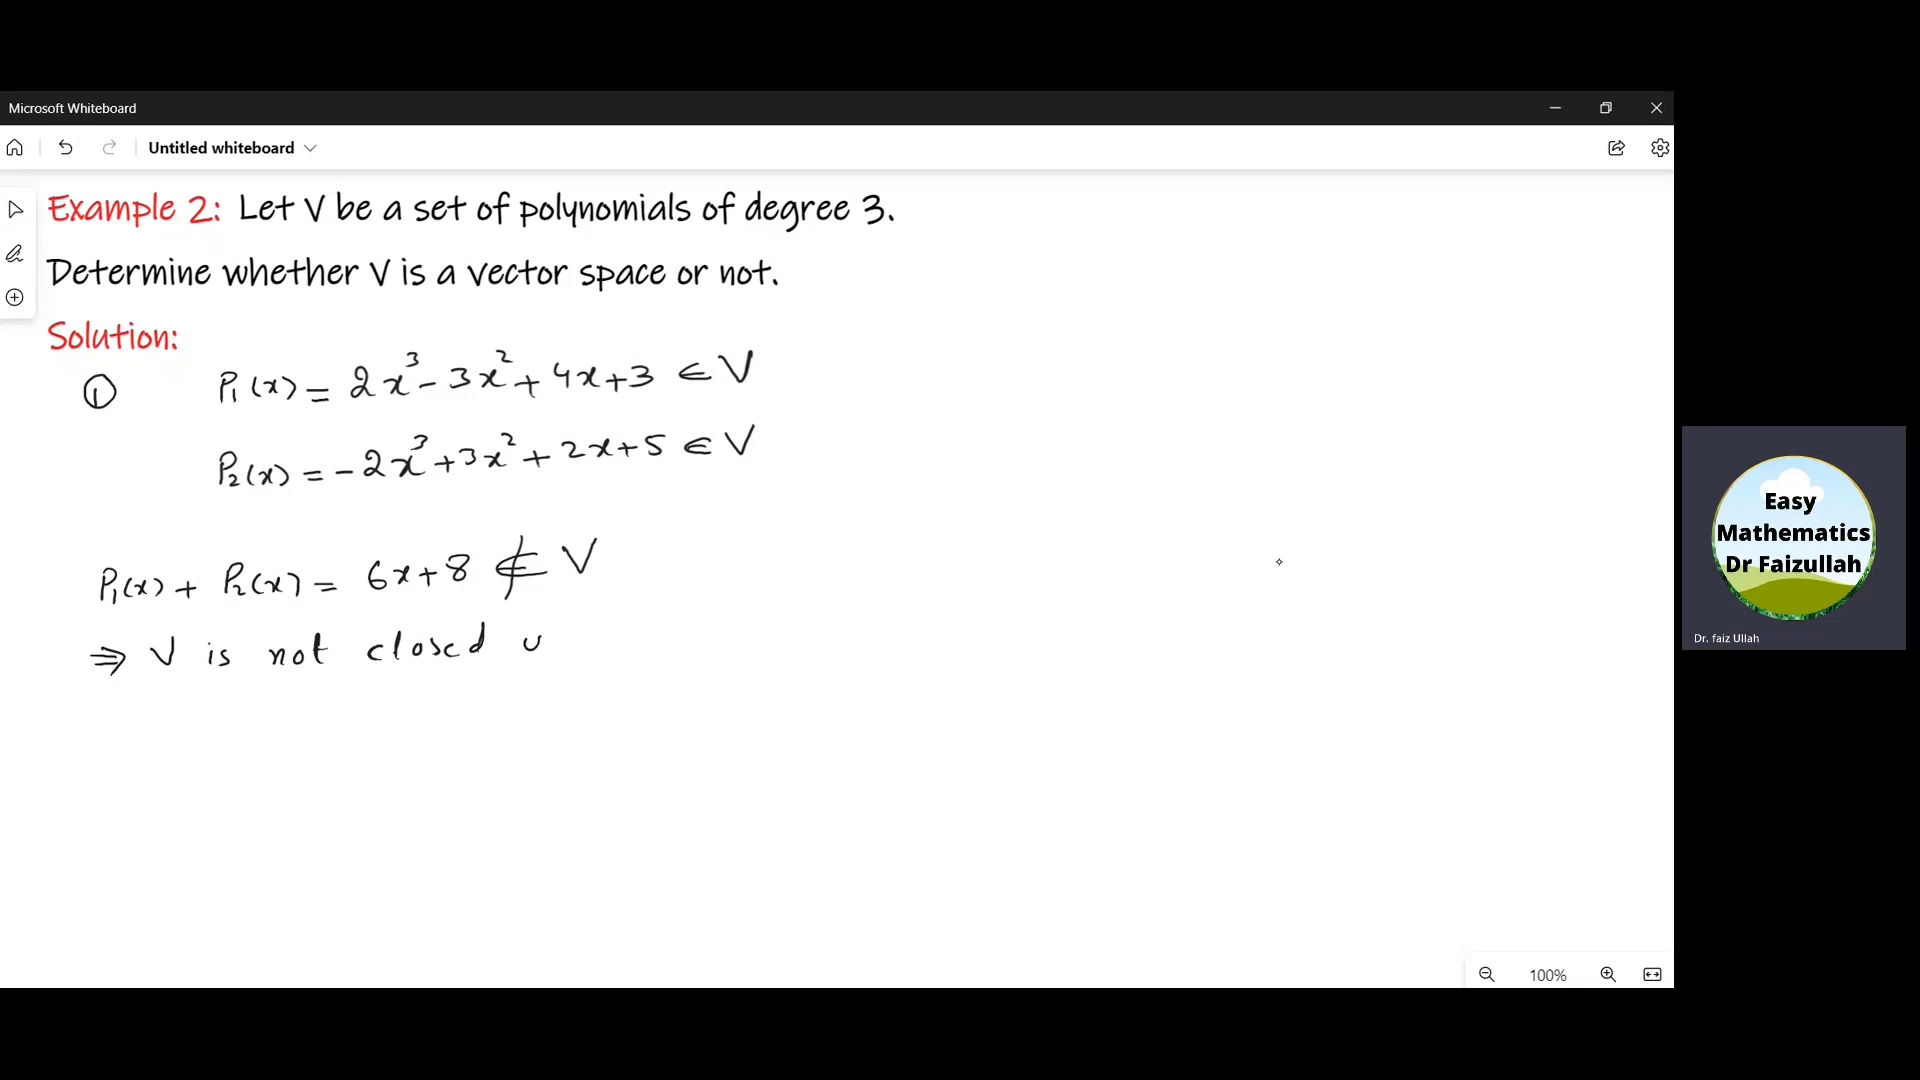 Microsoft Whiteboard
Untitled whiteboard
Example 2: Let V be a set of polynomials of degree 3.
Determine whether V is a vector space or not.
Solution:
① P₁(x) = 2x³ - 3x² + 4x + 3 ∈ V
P₂(x) = -2x³ + 3x² + 2x + 5 ∈ V
P₁(x) + P₂(x) = 6x + 8 ∉ V
⇒ V is not closed u
Easy
Mathematics
Dr Faizullah
Dr. faiz Ullah
100%